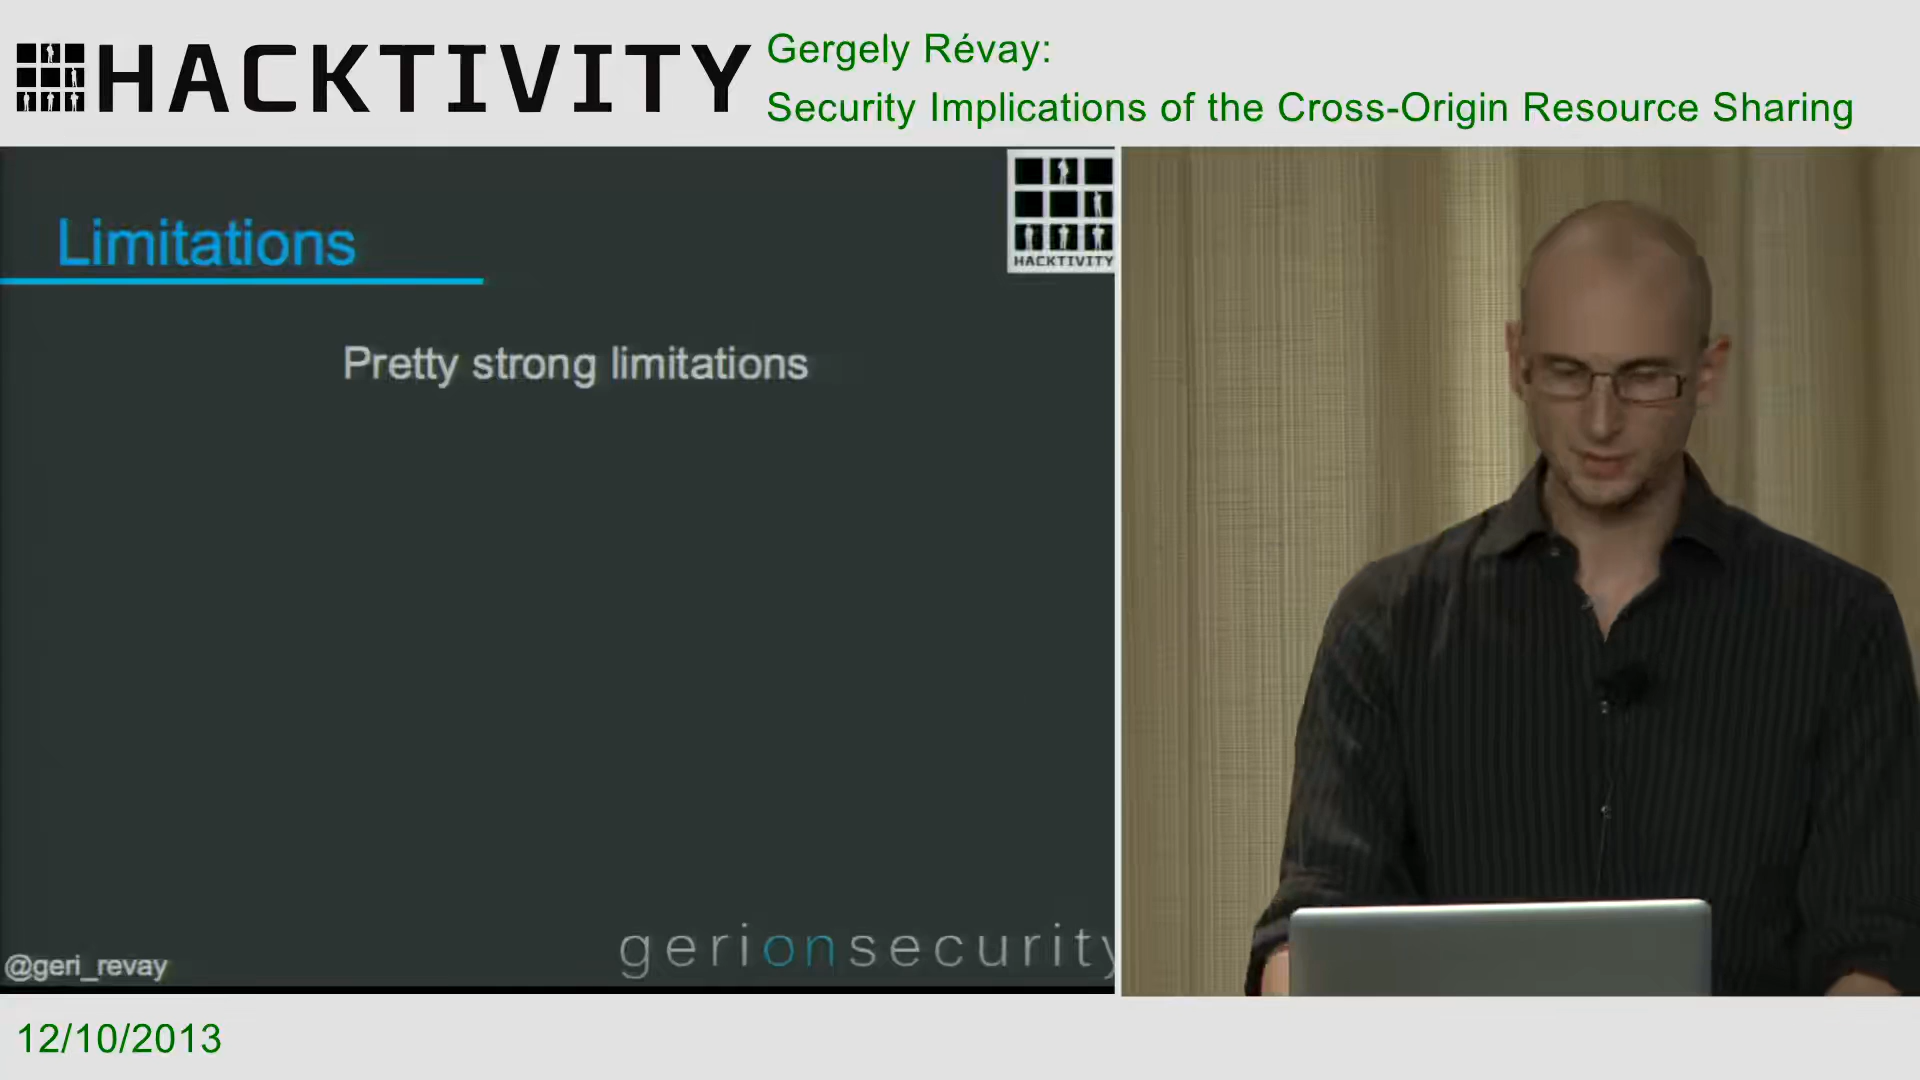 HACKTIVITY
Gergely Révay:
Security Implications of the Cross-Origin Resource Sharing
HACKTIVITY
Limitations
Pretty strong limitations
@geri_revay
gerionsecurity
12/10/2013